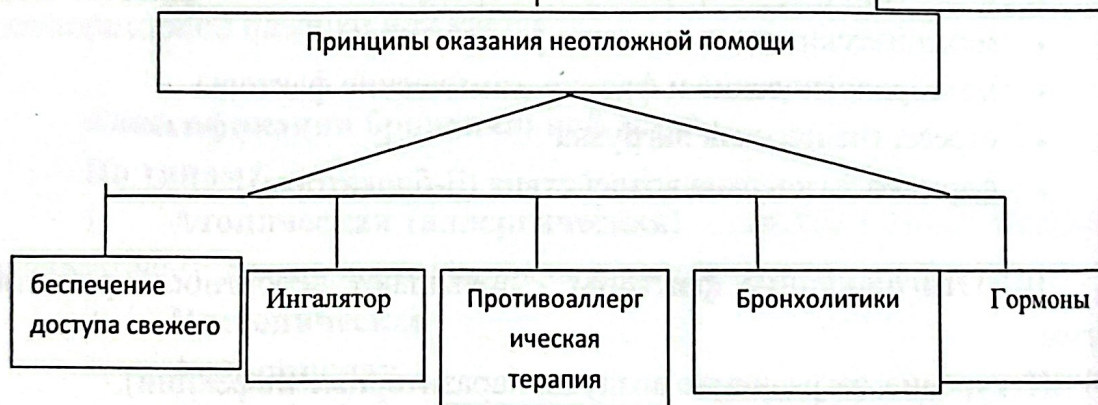 Принципы оказания неотложной помощи
беспечение
доступа свежего
Ингалятор
Противоаллерг
ическая
терапия
Бронхолитики
Гормоны